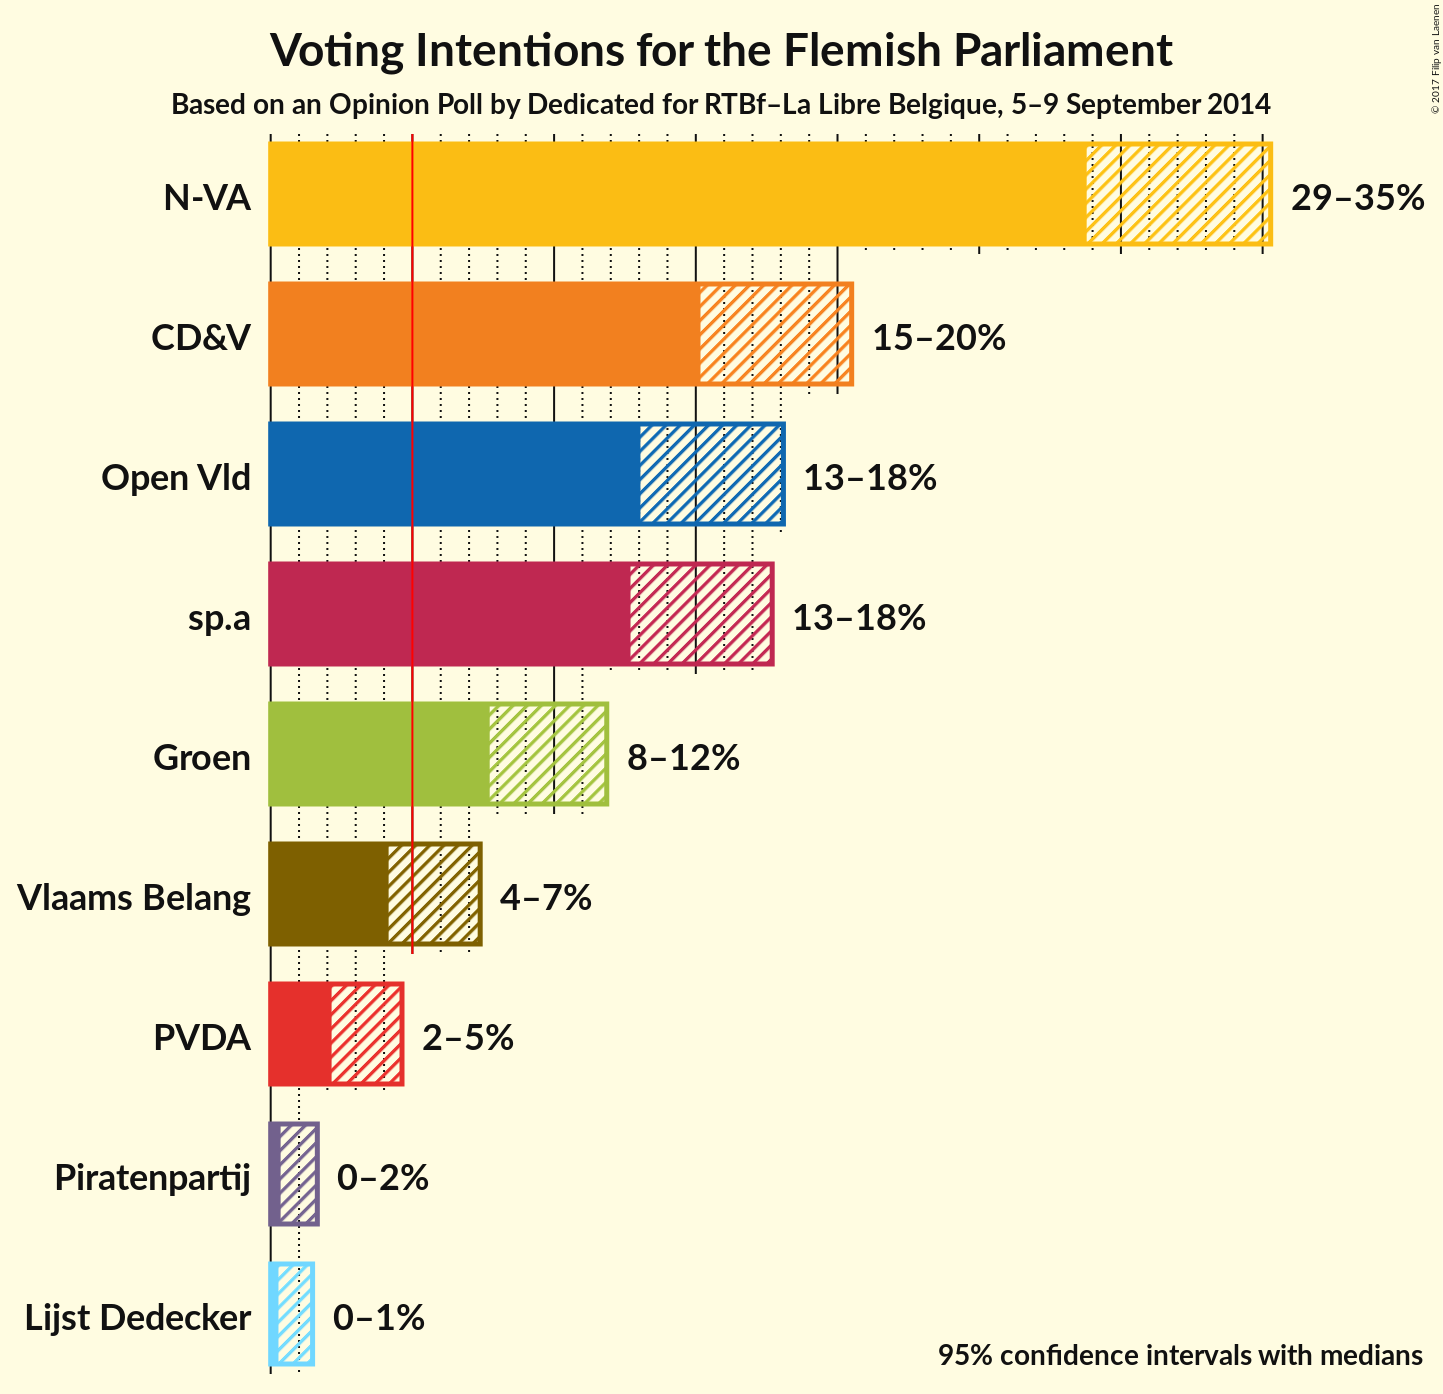 Voting Intentions for the Flemish Parliament
Based on an Opinion Poll by Dedicated for RTBf–La Libre Belgique, 5–9 September 2014
© 2017 Filip van Laenen
N-VA 29–35%
CD&V 15–20%
Open Vld 13–18%
sp.a 13–18%
Groen 8–12%
Vlaams Belang 4–7%
PVDA 2–5%
Piratenpartij 0–2%
Lijst Dedecker 0–1%
95% confidence intervals with medians